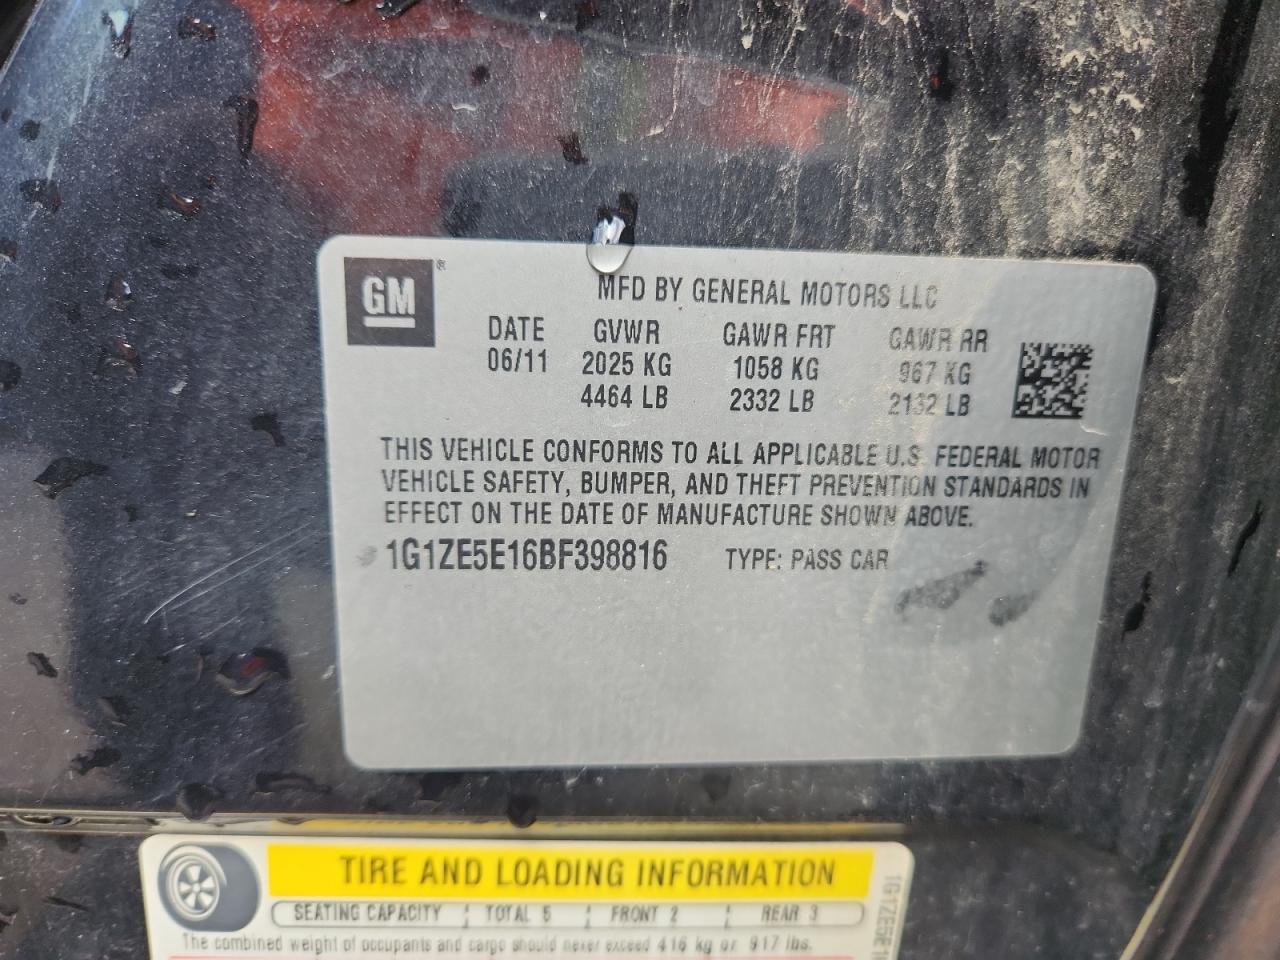 GM®
MFD BY GENERAL MOTORS LLC
DATE GVWR GAWR FRT GAWR RR
06/11 2025 KG 1058 KG 967 KG
4464 LB 2332 LB 2132 LB
THIS VEHICLE CONFORMS TO ALL APPLICABLE U.S. FEDERAL MOTOR
VEHICLE SAFETY, BUMPER, AND THEFT PREVENTION STANDARDS IN
EFFECT ON THE DATE OF MANUFACTURE SHOWN ABOVE.
1G1ZE5E16BF398816 TYPE: PASS CAR
TIRE AND LOADING INFORMATION
SEATING CAPACITY TOTAL 5 FRONT 2 REAR 3
The combined weight of occupants and cargo should never exceed 416 kg or 917 lbs.
1G1ZE5E1